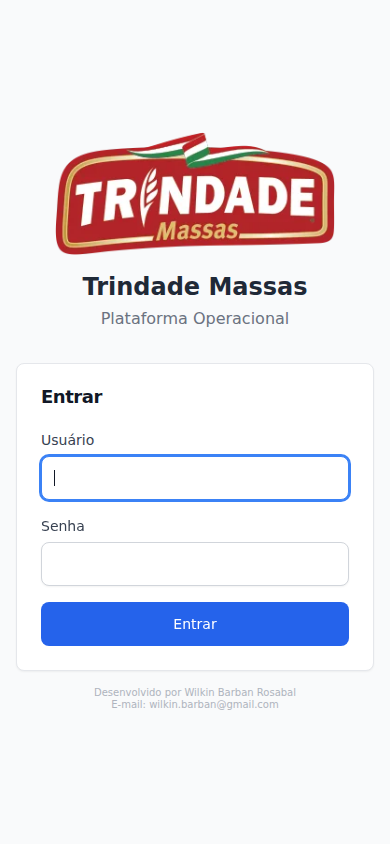 TRINDADE
Massas
Trindade Massas
Plataforma Operacional
Entrar
Usuário
Senha
Entrar
Desenvolvido por Wilkin Barban Rosabal
E-mail: wilkin.barban@gmail.com